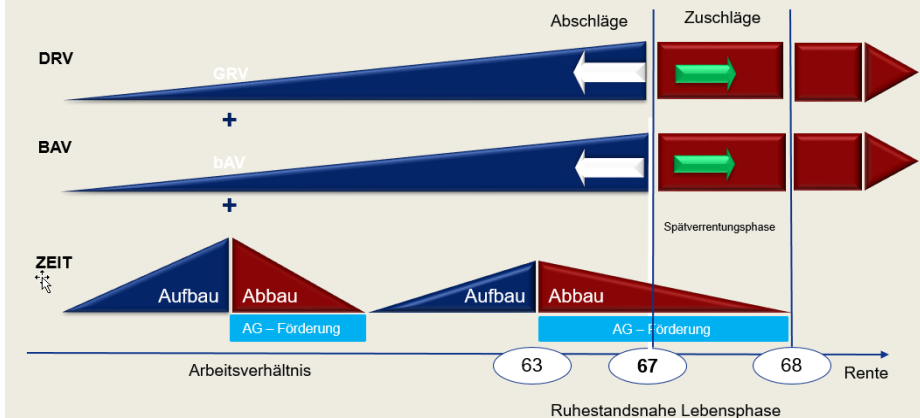 Abschläge
Zuschläge
DRV
GRV
+
BAV
bAV
+
Spätverrentungsphase
ZEIT
Aufbau
Abbau
Aufbau
Abbau
AG – Förderung
AG – Förderung
63
67
68
Arbeitsverhältnis
Rente
Ruhestandsnahe Lebensphase